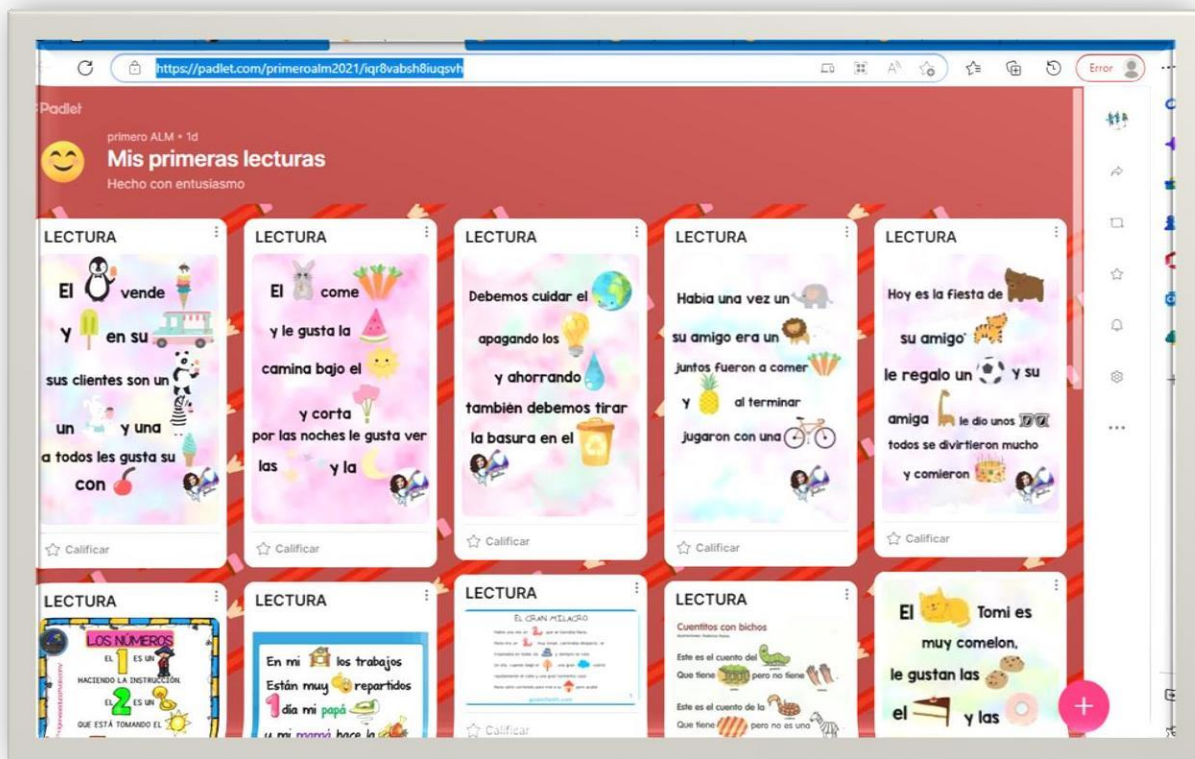 https://padlet.com/primeroalm2021/iqr8vabsh8iuqsvh
Error
Padlet
primero ALM • 1d
Mis primeras lecturas
Hecho con entusiasmo
LECTURA
El vende
y en su
sus clientes son un
un y una
a todos les gusta su
con
Calificar
LECTURA
El come
y le gusta la
camina bajo el
y corta
por las noches le gusta ver
las y la
Calificar
LECTURA
Debemos cuidar el
apagando los
y ahorrando
también debemos tirar
la basura en el
Calificar
LECTURA
Habia una vez un
su amigo era un
juntos fueron a comer
y al terminar
jugaron con una
Calificar
LECTURA
Hoy es la fiesta de
su amigo
le regalo un y su
amiga le dio unos
todos se divirtieron mucho
y comieron
Calificar
LECTURA
LOS NÚMEROS
EL 1 ES UN
HACIENDO LA INSTRUCCIÓN.
EL 2 ES UN
QUE ESTÁ TOMANDO EL
LECTURA
En mi los trabajos
Están muy repartidos
1 día mi papá
y mi mamá hace la
LECTURA
EL GRAN MILAGRO
Calificar
LECTURA
Cuentitos con bichos
Este es el cuento del
Que tiene pero no tiene
Este es el cuento de la
Que tiene pero no es una
El Tomi es
muy comelon,
le gustan las
el y las